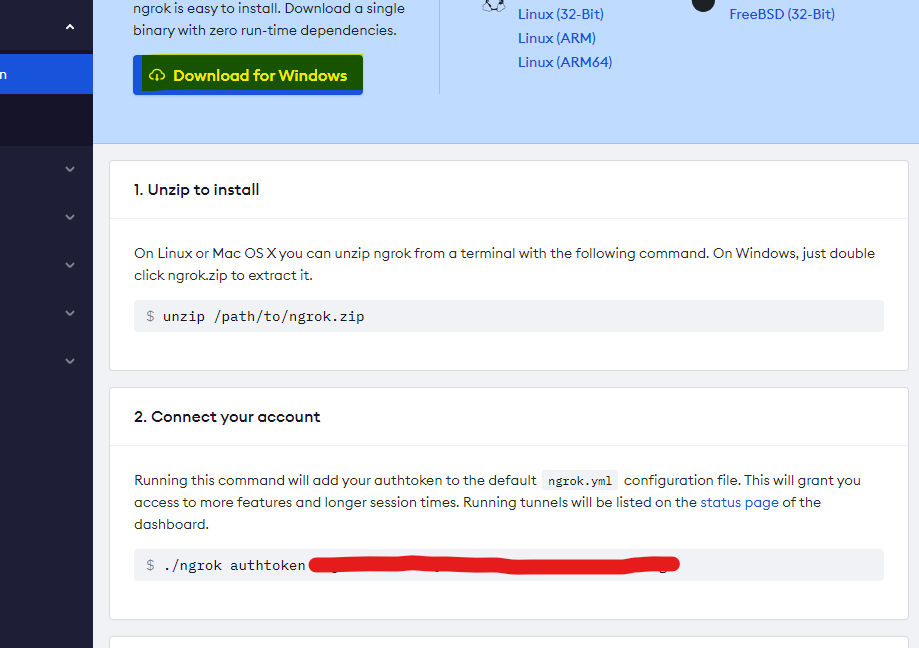 ngrok is easy to install. Download a single
binary with zero run-time dependencies.
Download for Windows
Linux (32-Bit)
Linux (ARM)
Linux (ARM64)
FreeBSD (32-Bit)
n
1. Unzip to install
On Linux or Mac OS X you can unzip ngrok from a terminal with the following command. On Windows, just double
click ngrok.zip to extract it.
$ unzip /path/to/ngrok.zip
2. Connect your account
Running this command will add your authtoken to the default ngrok.yml configuration file. This will grant you
access to more features and longer session times. Running tunnels will be listed on the status page of the
dashboard.
$ ./ngrok authtoken